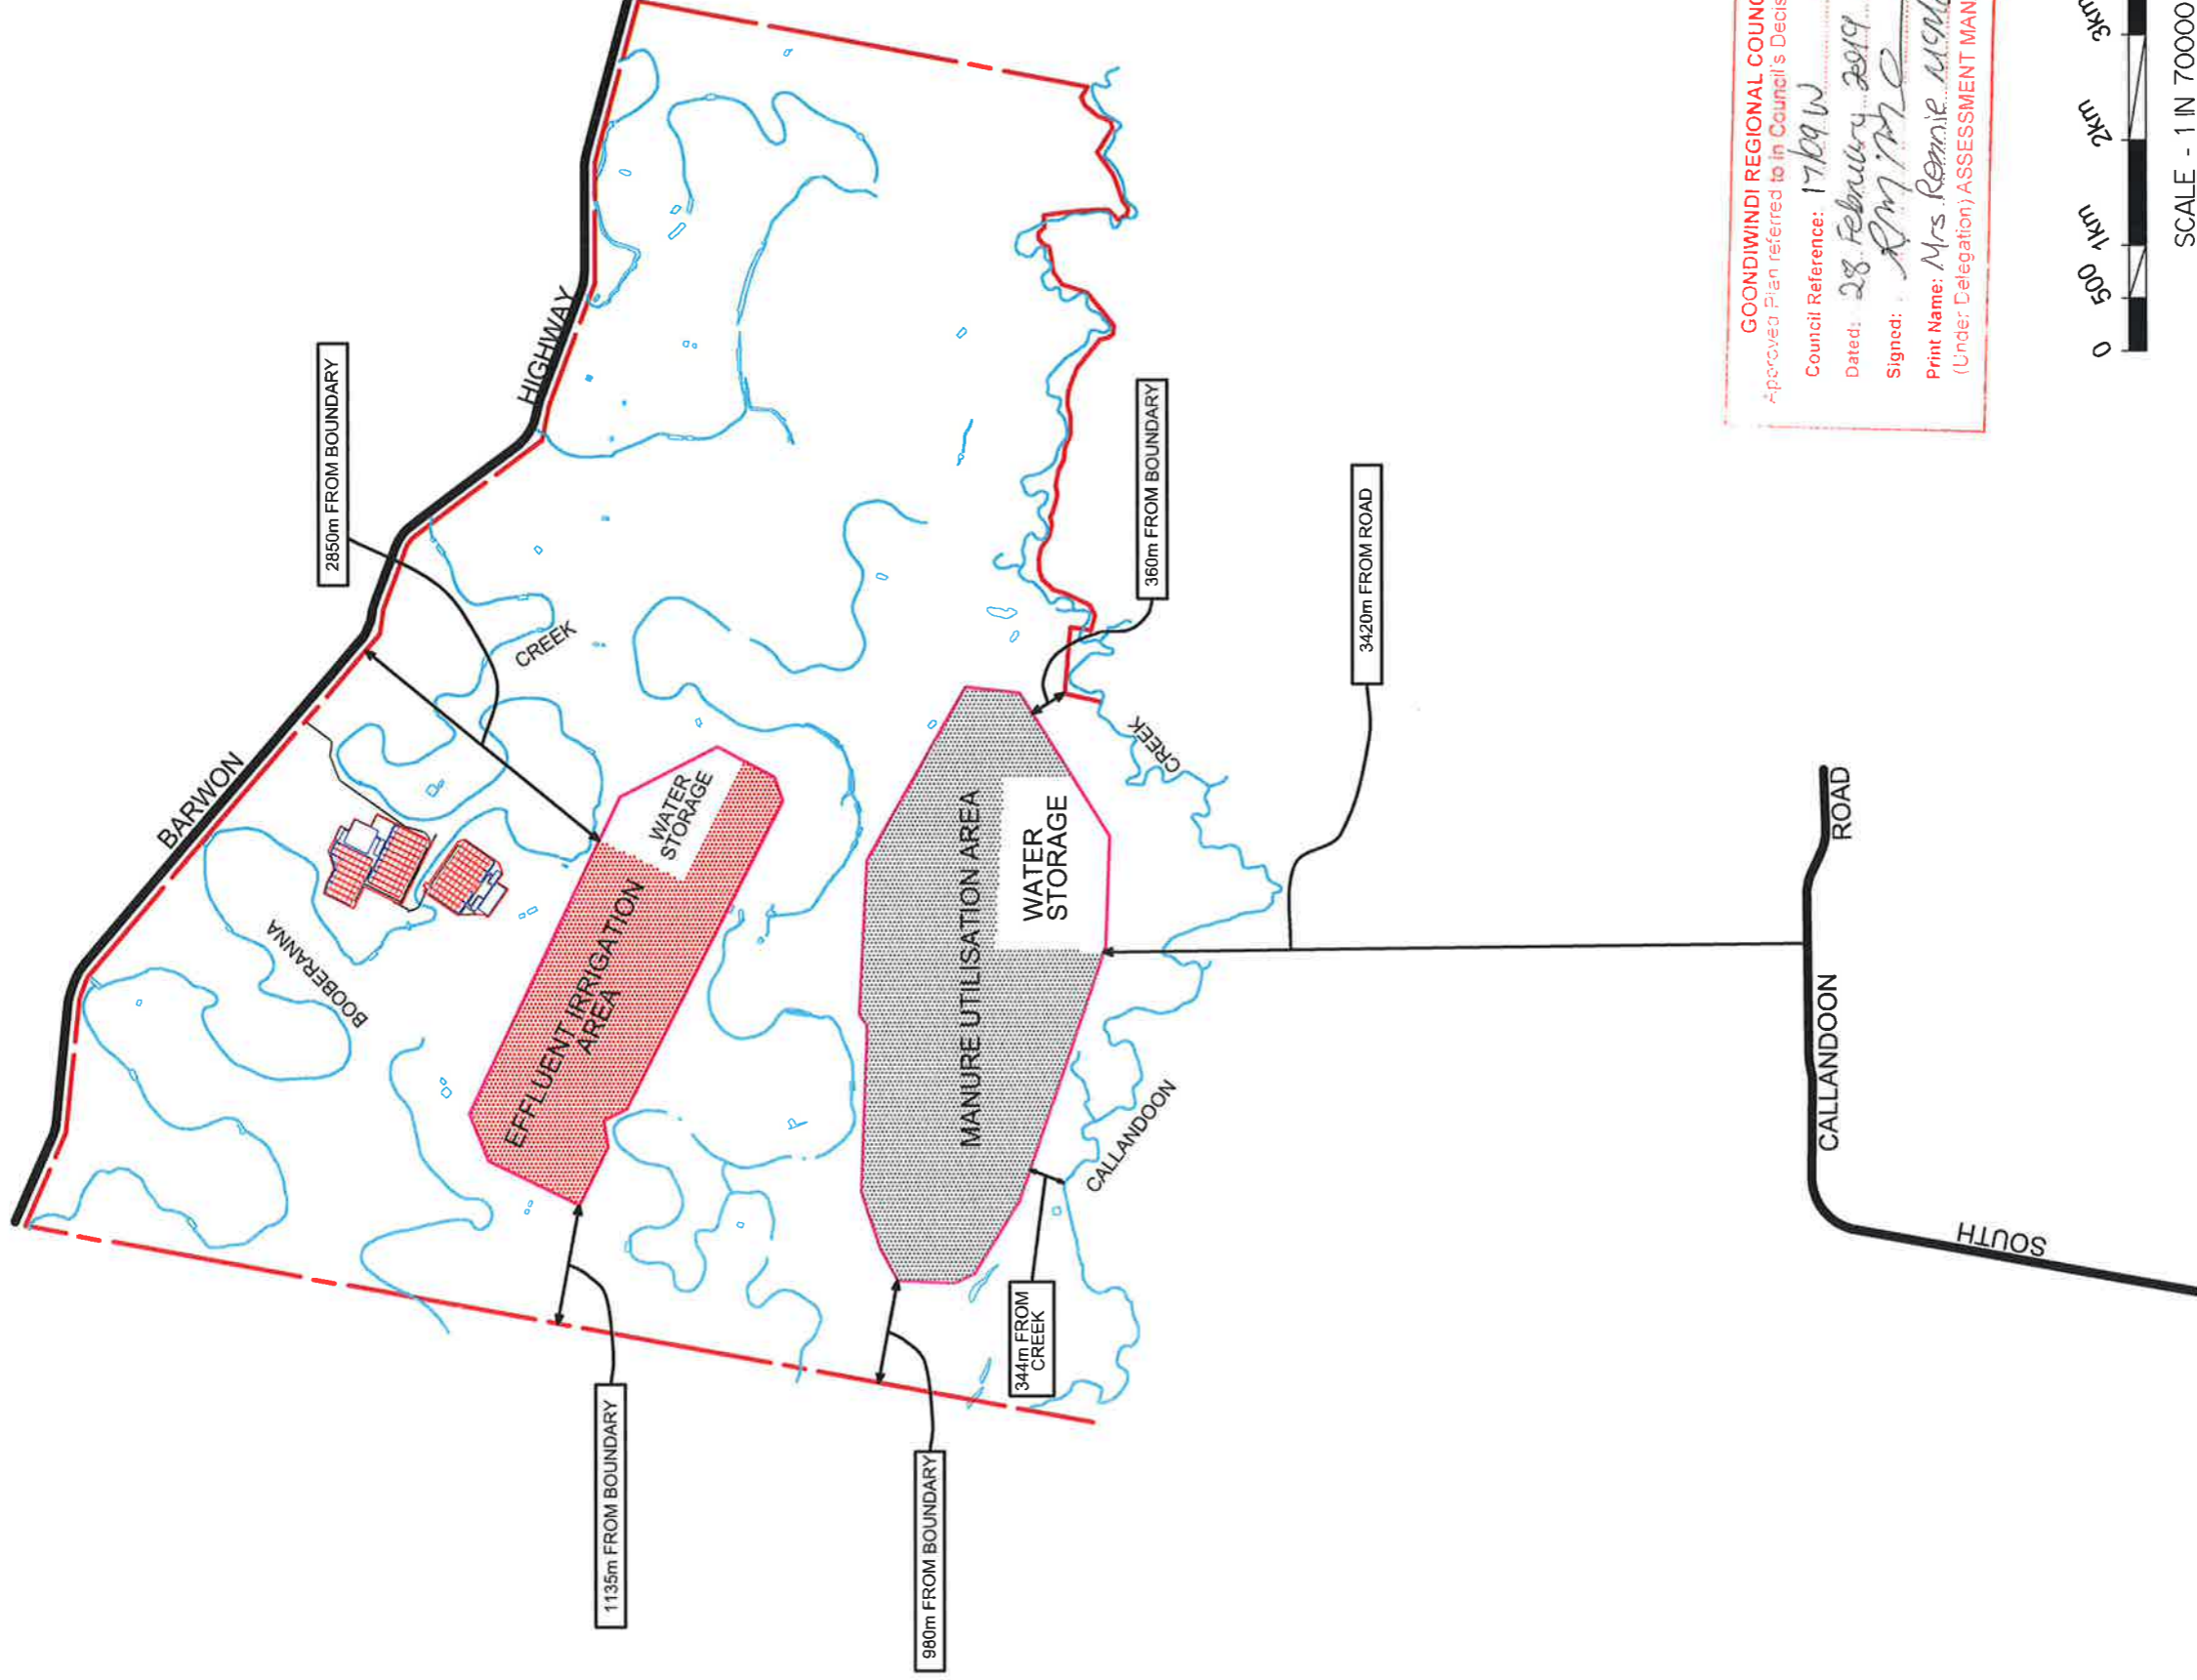 BARWON
HIGHWAY
2850m FROM BOUNDARY
CREEK
BOOBERANNA
WATER
STORAGE
EFFLUENT IRRIGATION
AREA
1135m FROM BOUNDARY
MANURE UTILISATION AREA
WATER
STORAGE
360m FROM BOUNDARY
CREEK
980m FROM BOUNDARY
344m FROM
CREEK
CALLANDOON
3420m FROM ROAD
SOUTH
CALLANDOON
ROAD
GOONDIWINDI REGIONAL COUNC
Approved Plan referred to in Council's Decis
Council Reference: 17/09W
Dated: 28 February 2019
Signed:
Print Name: Mrs Ronnie McMa
(Under Delegation) ASSESSMENT MAN
0 500 1km 2km 3km
SCALE - 1 IN 70000